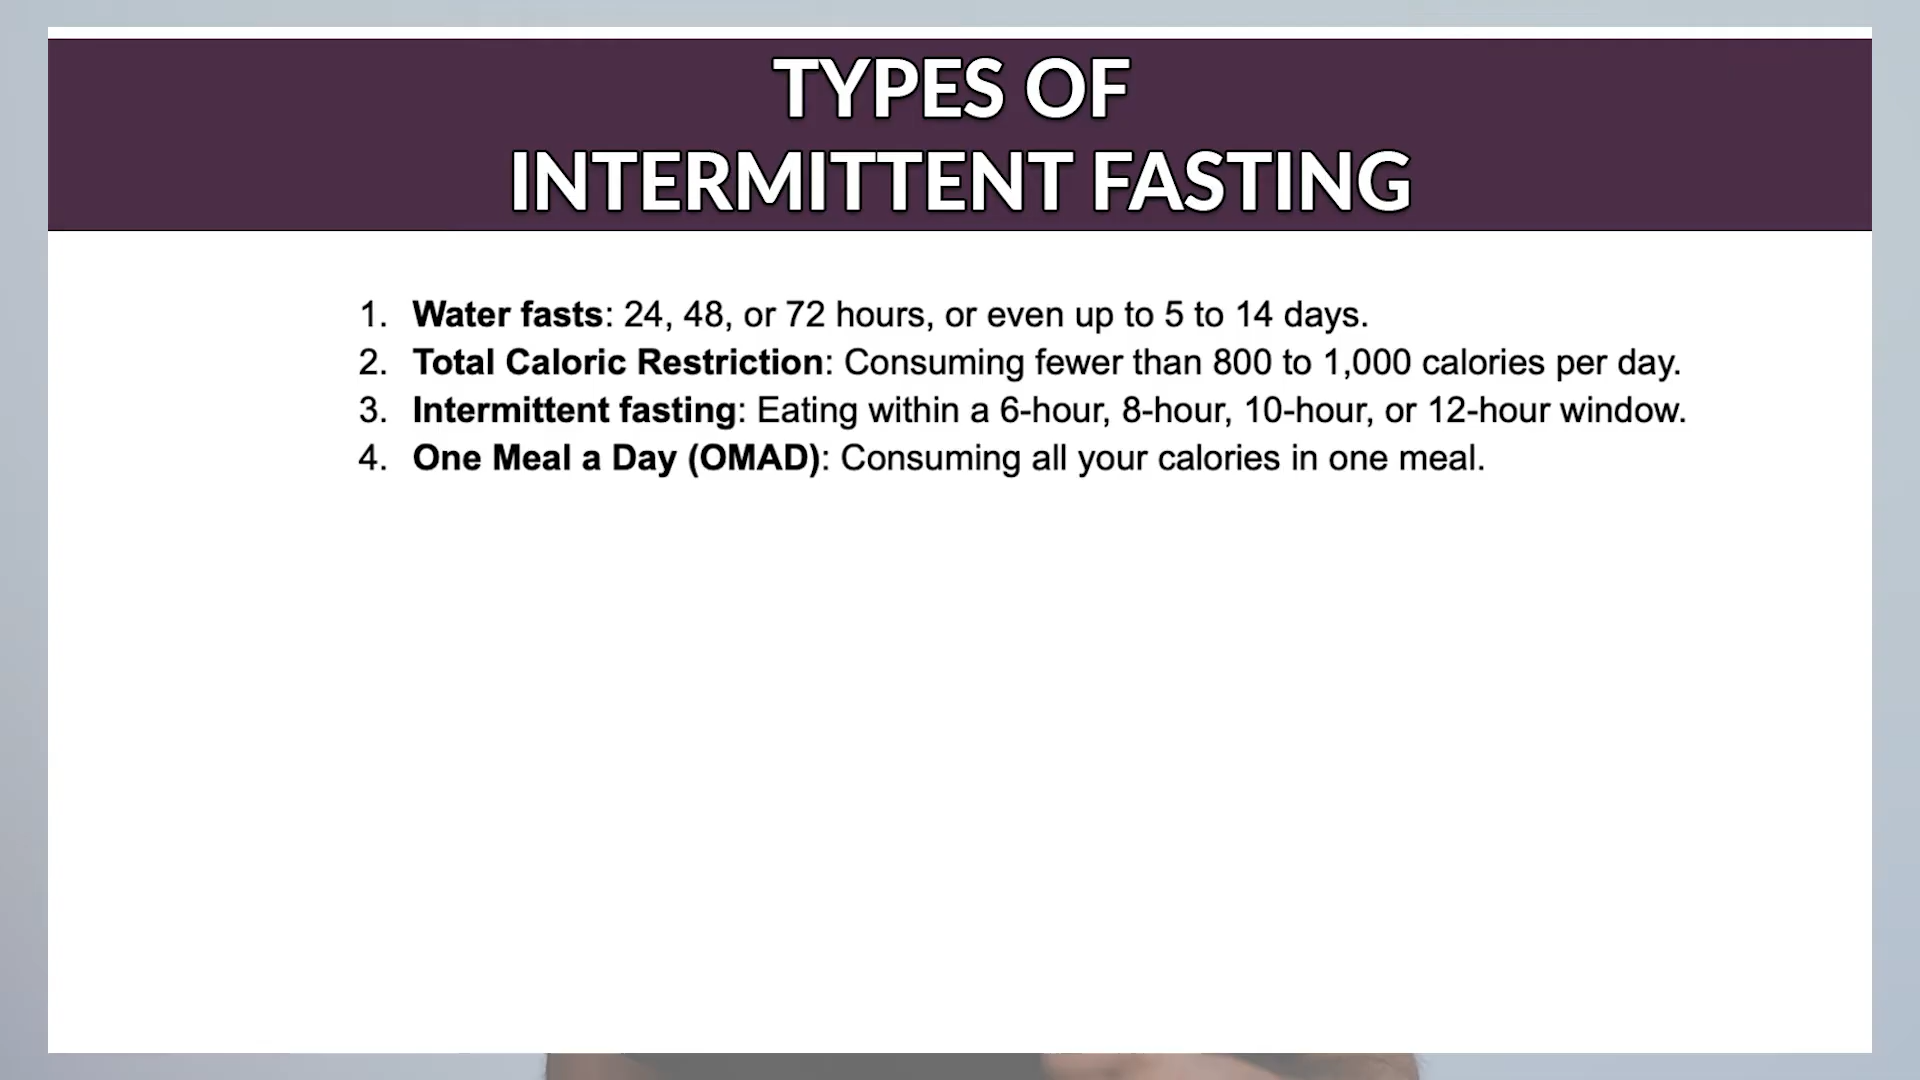 TYPES OF
INTERMITTENT FASTING
1. Water fasts: 24, 48, or 72 hours, or even up to 5 to 14 days.
2. Total Caloric Restriction: Consuming fewer than 800 to 1,000 calories per day.
3. Intermittent fasting: Eating within a 6-hour, 8-hour, 10-hour, or 12-hour window.
4. One Meal a Day (OMAD): Consuming all your calories in one meal.